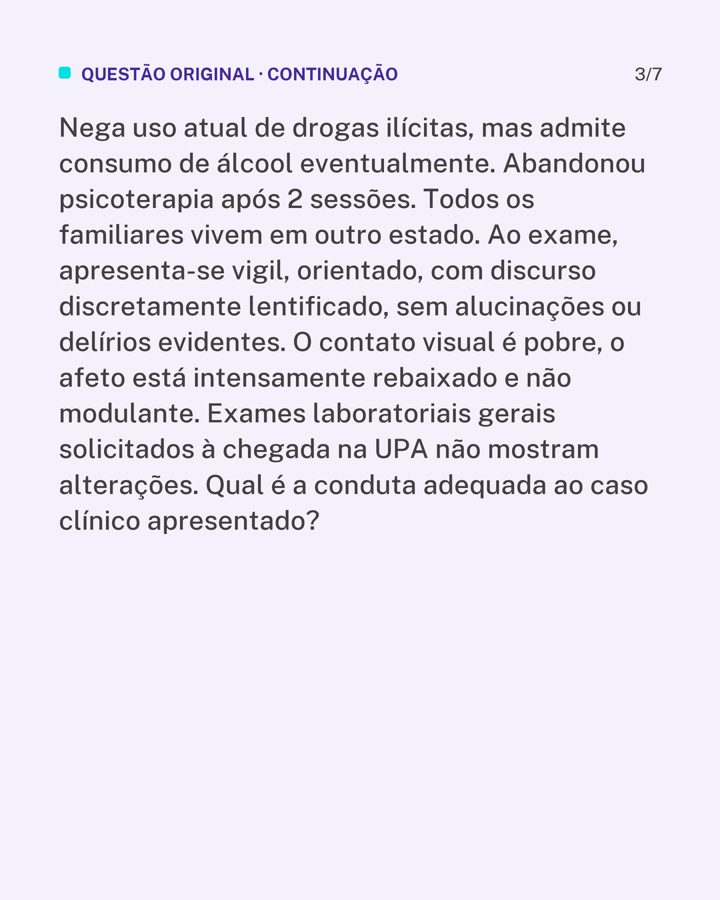 QUESTÃO ORIGINAL · CONTINUAÇÃO
3/7
Nega uso atual de drogas ilícitas, mas admite
consumo de álcool eventualmente. Abandonou
psicoterapia após 2 sessões. Todos os
familiares vivem em outro estado. Ao exame,
apresenta-se vigil, orientado, com discurso
discretamente lentificado, sem alucinações ou
delírios evidentes. O contato visual é pobre, o
afeto está intensamente rebaixado e não
modulante. Exames laboratoriais gerais
solicitados à chegada na UPA não mostram
alterações. Qual é a conduta adequada ao caso
clínico apresentado?